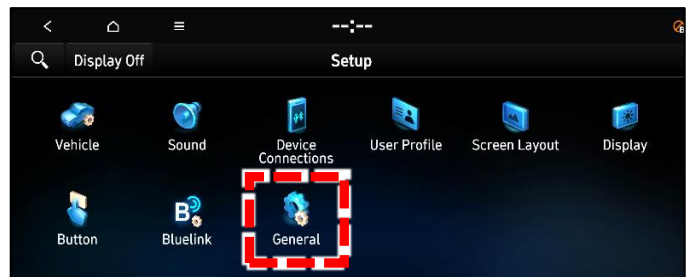 --:--
Display Off
Setup
Vehicle
Sound
Device
Connections
User Profile
Screen Layout
Display
Button
B
Bluelink
General